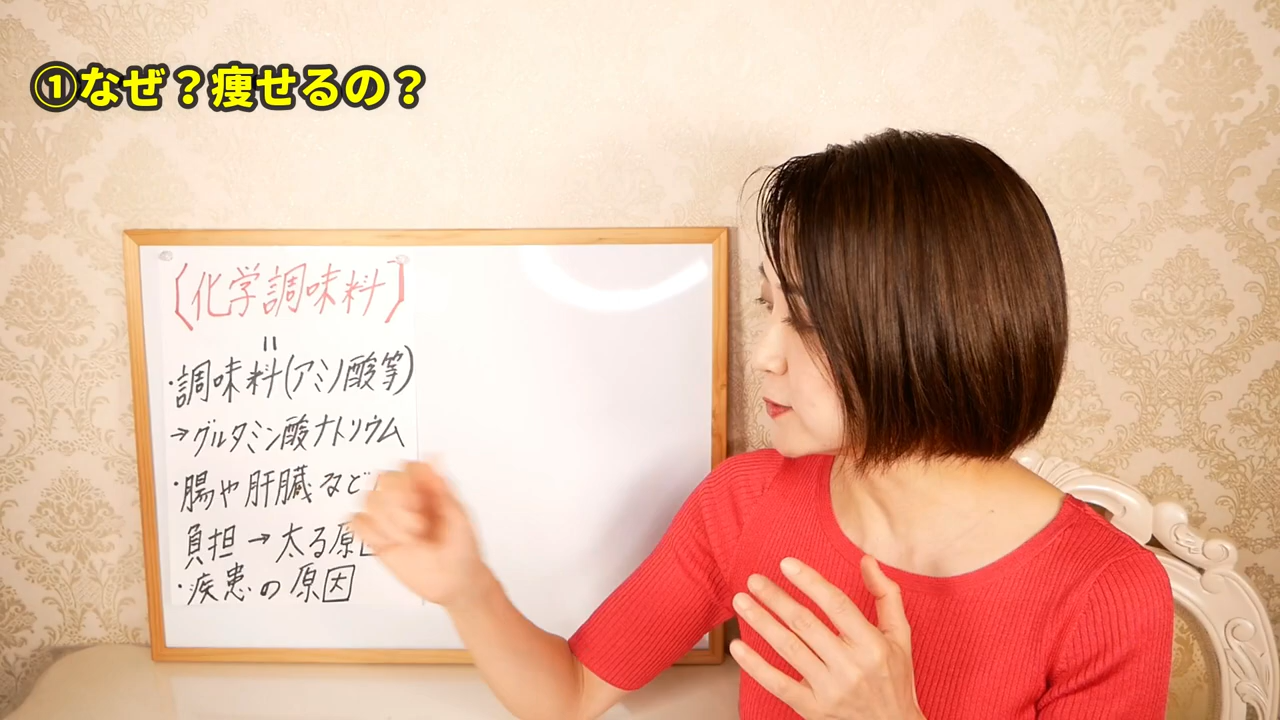 ①なぜ？痩せるの？
〔化学調味料〕
〃
・調味料(アミノ酸等)
→グルタミン酸ナトリウム
・腸や肝臓など
負担→太る原因
・疾患の原因